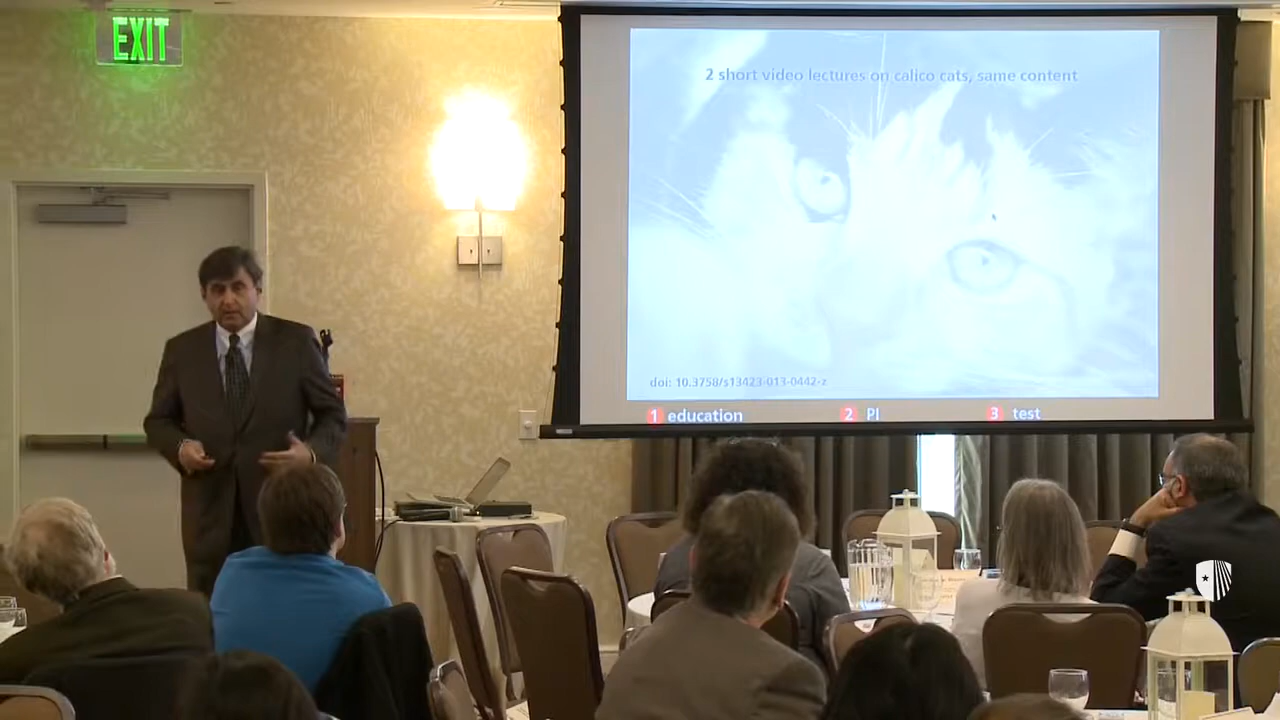 EXIT
2 short video lectures on calico cats, same content
doi: 10.3758/s13423-013-0442-z
1 education
2 PI
3 test